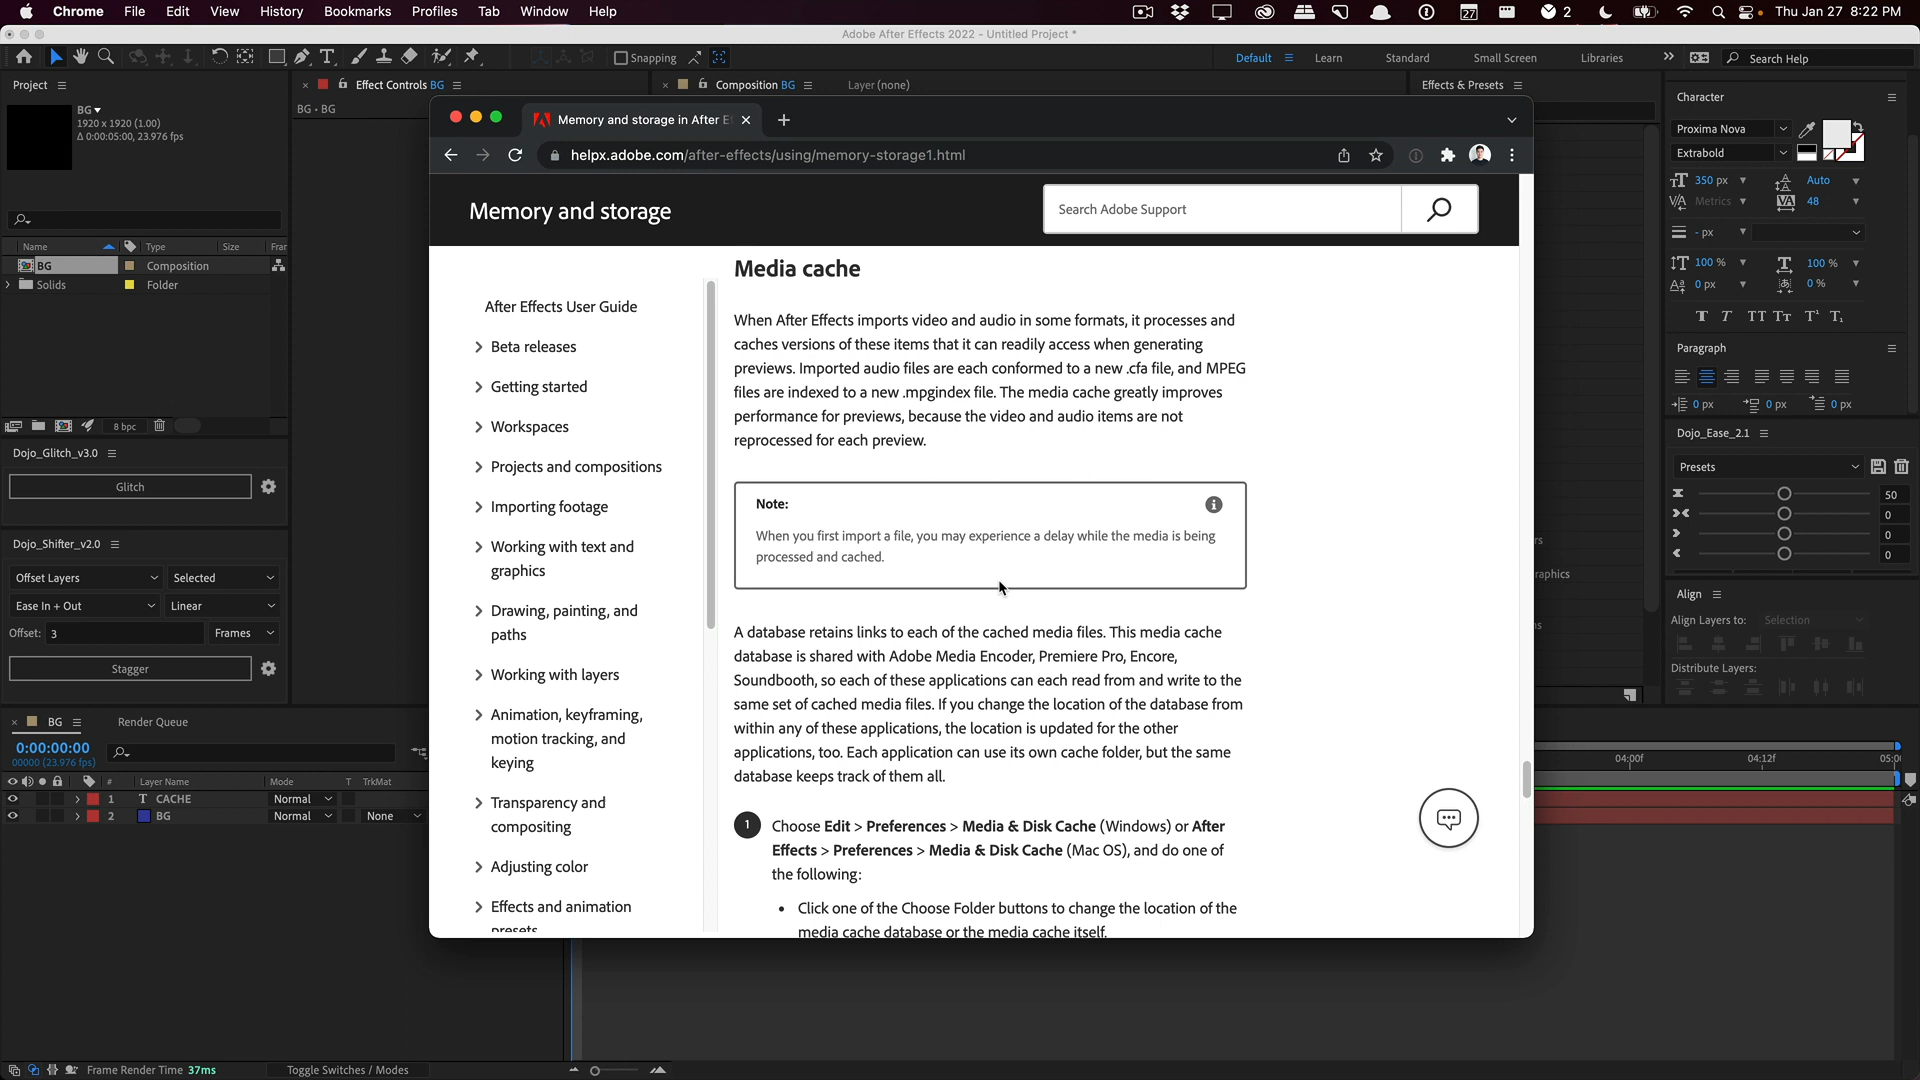 Chrome File Edit View History Bookmarks Profiles Tab Window Help 27 2 Thu Jan 27 8:22 PM
Adobe After Effects 2022 - Untitled Project *
Snapping Default Learn Standard Small Screen Libraries Search Help
Project
Effect Controls BG
Composition BG
Layer (none)
Effects & Presets
BG
1920 x 1920 (1.00)
Δ 0:00:05:00, 23.976 fps
BG • BG
Name Type Size Fra
BG Composition
Solids Folder
8 bpc
Dojo_Glitch_v3.0
Glitch
Dojo_Shifter_v2.0
Offset Layers Selected
Ease In + Out Linear
Offset: 3 Frames
Stagger
Memory and storage in After E
helpx.adobe.com/after-effects/using/memory-storage1.html
Memory and storage
Search Adobe Support
After Effects User Guide
Beta releases
Getting started
Workspaces
Projects and compositions
Importing footage
Working with text and
graphics
Drawing, painting, and
paths
Working with layers
Animation, keyframing,
motion tracking, and
keying
Transparency and
compositing
Adjusting color
Effects and animation
presets
Media cache
When After Effects imports video and audio in some formats, it processes and
caches versions of these items that it can readily access when generating
previews. Imported audio files are each conformed to a new .cfa file, and MPEG
files are indexed to a new .mpgindex file. The media cache greatly improves
performance for previews, because the video and audio items are not
reprocessed for each preview.
Note:
When you first import a file, you may experience a delay while the media is being
processed and cached.
A database retains links to each of the cached media files. This media cache
database is shared with Adobe Media Encoder, Premiere Pro, Encore,
Soundbooth, so each of these applications can each read from and write to the
same set of cached media files. If you change the location of the database from
within any of these applications, the location is updated for the other
applications, too. Each application can use its own cache folder, but the same
database keeps track of them all.
1 Choose Edit > Preferences > Media & Disk Cache (Windows) or After
Effects > Preferences > Media & Disk Cache (Mac OS), and do one of
the following:
• Click one of the Choose Folder buttons to change the location of the
media cache database or the media cache itself.
rs
raphics
ns
Character
Proxima Nova
Extrabold
350 px Auto
Metrics 48
- px
100 % 100 %
0 px 0 %
T T TT Tt T¹ T₁
Paragraph
0 px 0 px 0 px
Dojo_Ease_2.1
Presets
50
0
0
0
Align
Align Layers to: Selection
Distribute Layers:
BG Render Queue
0:00:00:00
00000 (23.976 fps)
# Layer Name Mode T TrkMat
1 T CACHE Normal
2 BG Normal None
04:00f 04:12f 05:0
Frame Render Time 37ms Toggle Switches / Modes